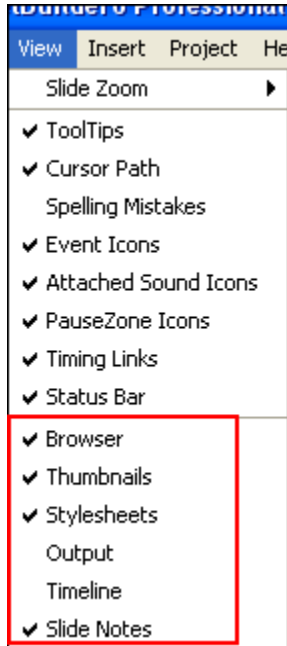 View Insert Project
Slide Zoom
ToolTips
Cursor Path
Spelling Mistakes
Event Icons
Attached Sound Icons
PauseZone Icons
Timing Links
Status Bar
Browser
Thumbnails
Stylesheets
Output
Timeline
Slide Notes